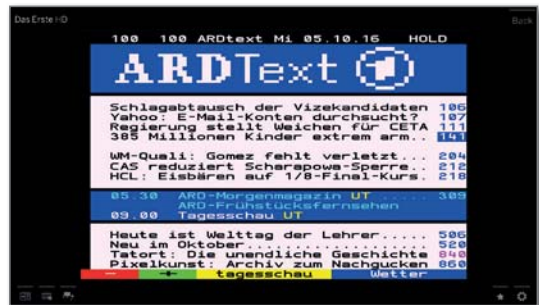 Das Erste HD
Back
100 100 ARDtext Mi 05.10.16 HOLD
ARDText 1
Schlagabtausch der Vizekandidaten 106
Yahoo: E-Mail-Konten durchsucht? 107
Regierung stellt Weichen für CETA 111
385 Millionen Kinder extrem arm.. 141
WM-Quali: Gomez fehlt verletzt... 204
CAS reduziert Scharapowa-Sperre.. 212
HCL: Eisbären auf 1/8-Final-Kurs. 218
05.30 ARD-Morgenmagazin UT ..... 309
ARD-Frühstücksfernsehen
09.00 Tagesschau UT
Heute ist Welttag der Lehrer..... 506
Neu im Oktober................... 520
Tatort: Die unendliche Geschichte 840
Pixelkunst: Archiv zum Nachgucken 860
- + tagesschau Wetter